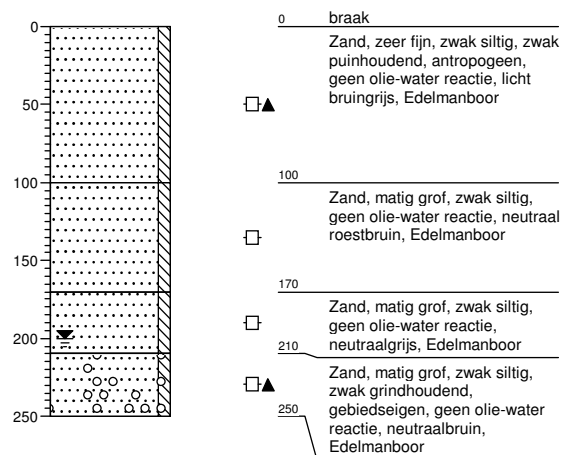 0
50
100
150
200
250
0 braak
Zand, zeer fijn, zwak siltig, zwak
puinhoudend, antropogeen,
geen olie-water reactie, licht
bruingrijs, Edelmanboor
100
Zand, matig grof, zwak siltig,
geen olie-water reactie, neutraal
roestbruin, Edelmanboor
170
Zand, matig grof, zwak siltig,
geen olie-water reactie,
neutraalgrijs, Edelmanboor
210
Zand, matig grof, zwak siltig,
zwak grindhoudend,
gebiedseigen, geen olie-water
reactie, neutraalbruin,
Edelmanboor
250